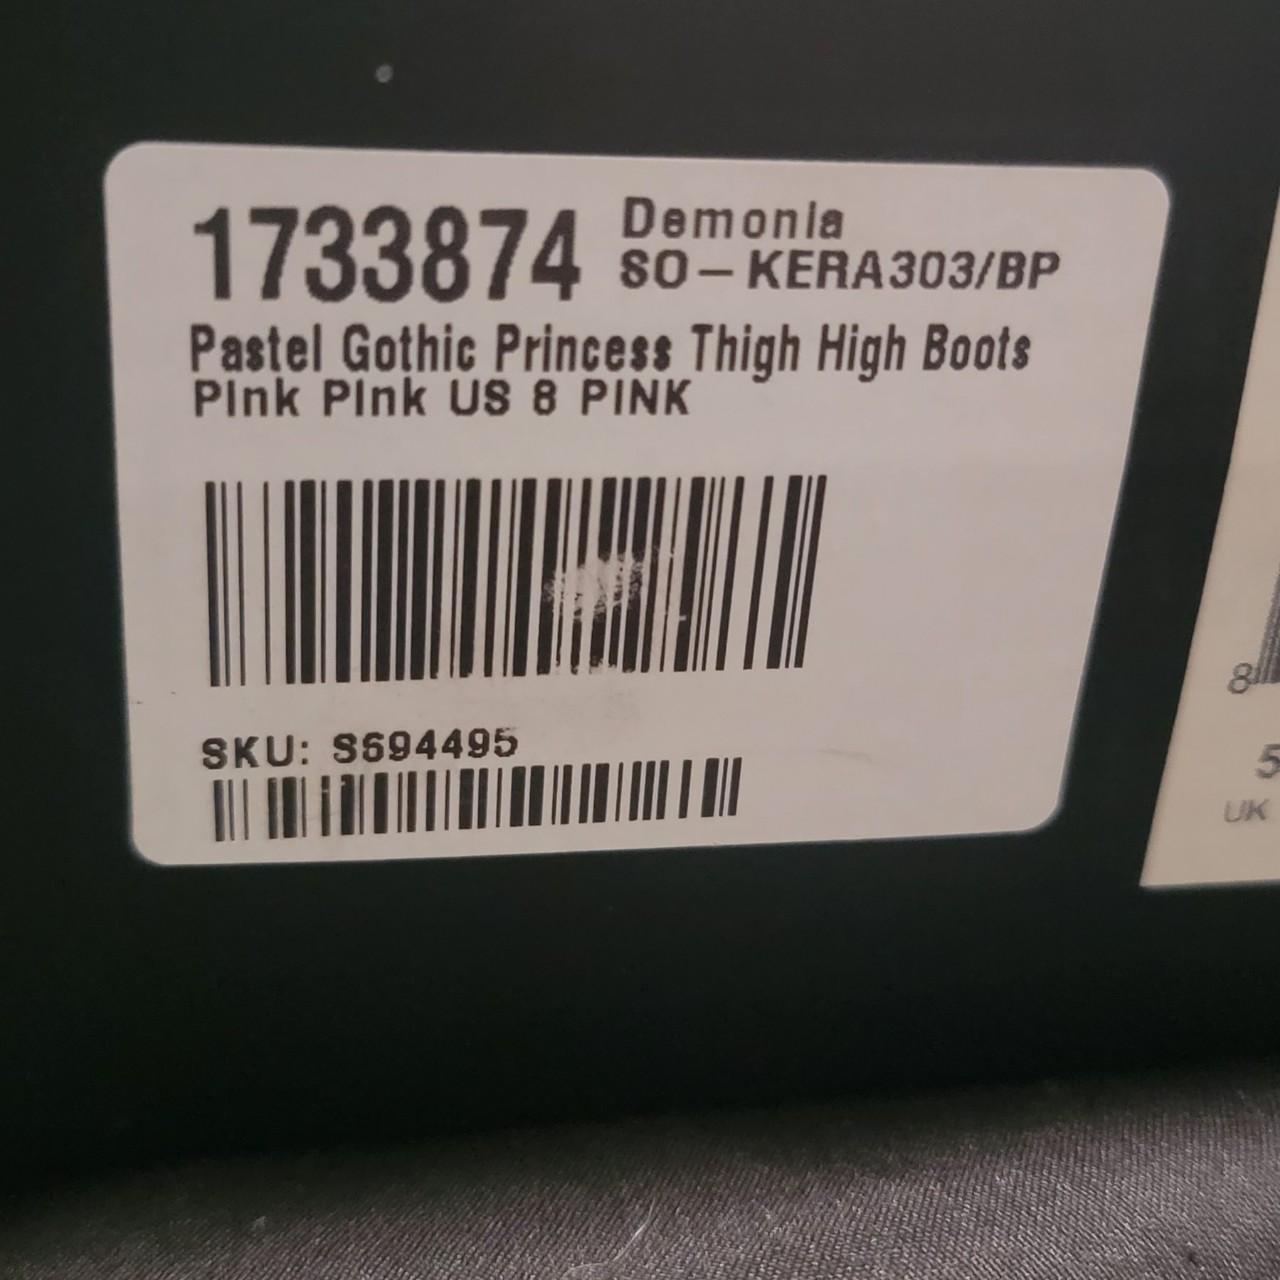 1733874
Demonia
SO-KERA303/BP
Pastel Gothic Princess Thigh High Boots
Pink Pink US 8 PINK
SKU: S694495
8
5
UK